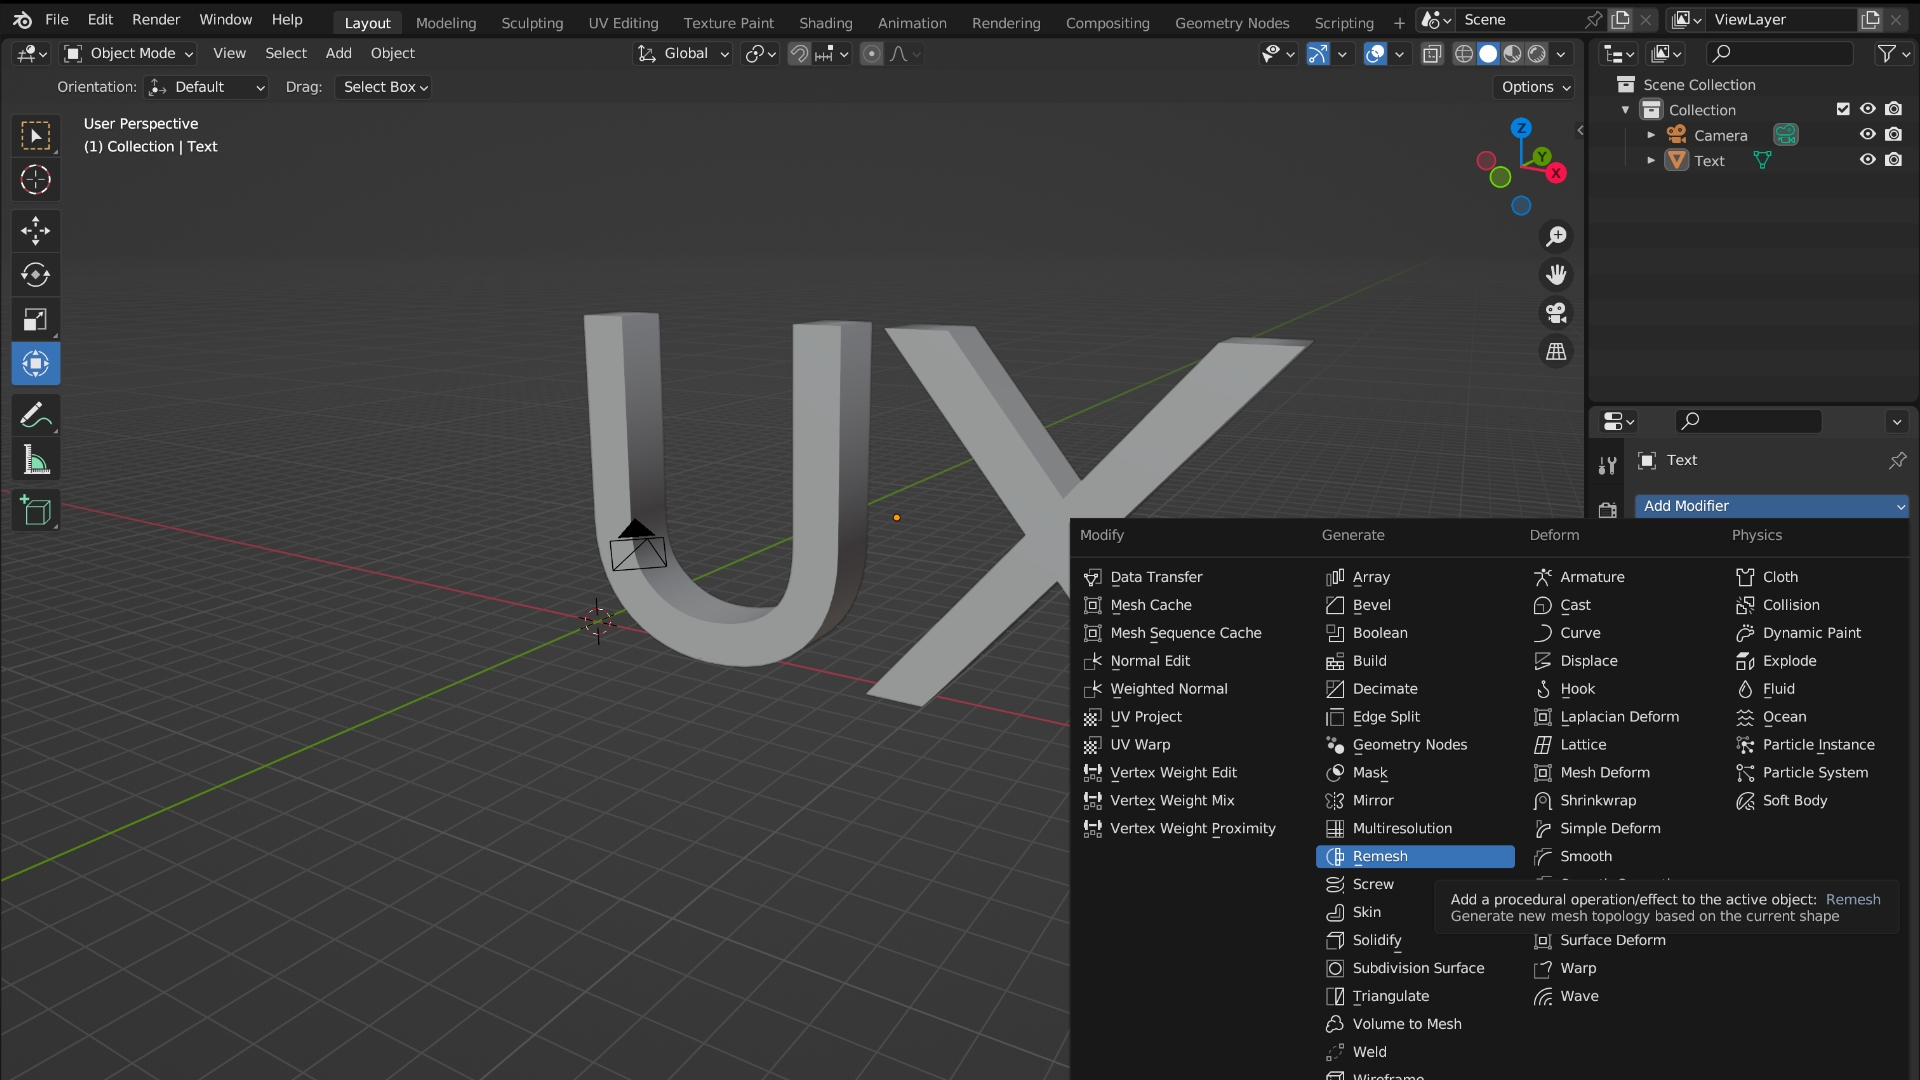 File Edit Render Window Help Layout Modeling Sculpting UV Editing Texture Paint Shading Animation Rendering Compositing Geometry Nodes Scripting + Scene ViewLayer
Object Mode View Select Add Object Global
Orientation: Default Drag: Select Box Options
User Perspective
(1) Collection | Text
Z
Y
X
UX
Scene Collection
Collection
Camera
Text
Text
Add Modifier
Modify Generate Deform Physics
Data Transfer Array Armature Cloth
Mesh Cache Bevel Cast Collision
Mesh Sequence Cache Boolean Curve Dynamic Paint
Normal Edit Build Displace Explode
Weighted Normal Decimate Hook Fluid
UV Project Edge Split Laplacian Deform Ocean
UV Warp Geometry Nodes Lattice Particle Instance
Vertex Weight Edit Mask Mesh Deform Particle System
Vertex Weight Mix Mirror Shrinkwrap Soft Body
Vertex Weight Proximity Multiresolution Simple Deform
Remesh Smooth
Screw
Add a procedural operation/effect to the active object: Remesh
Skin Generate new mesh topology based on the current shape
Solidify Surface Deform
Subdivision Surface Warp
Triangulate Wave
Volume to Mesh
Weld
Wireframe